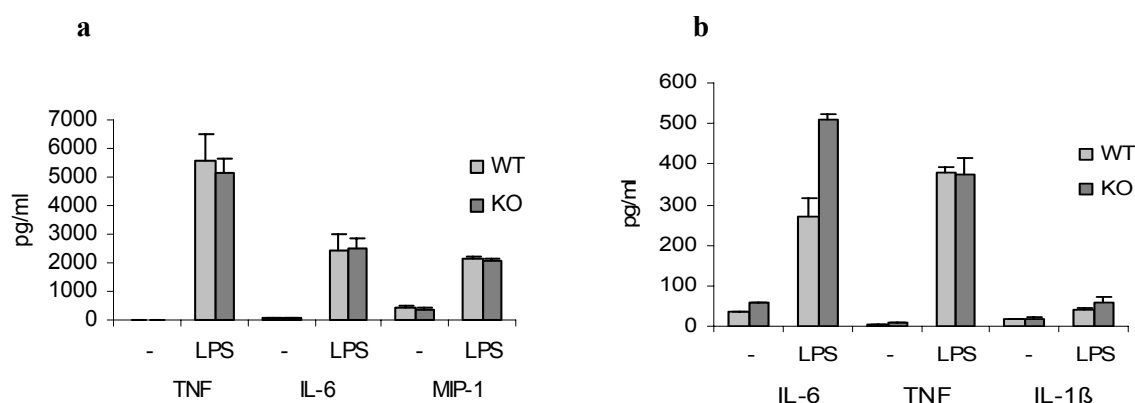 a
7000
6000
5000
4000
3000
2000
1000
0
pg/ml
WT
KO
- LPS - LPS - LPS
TNF IL-6 MIP-1
b
600
500
400
300
200
100
0
pg/ml
WT
KO
- LPS - LPS - LPS
IL-6 TNF IL-1ß